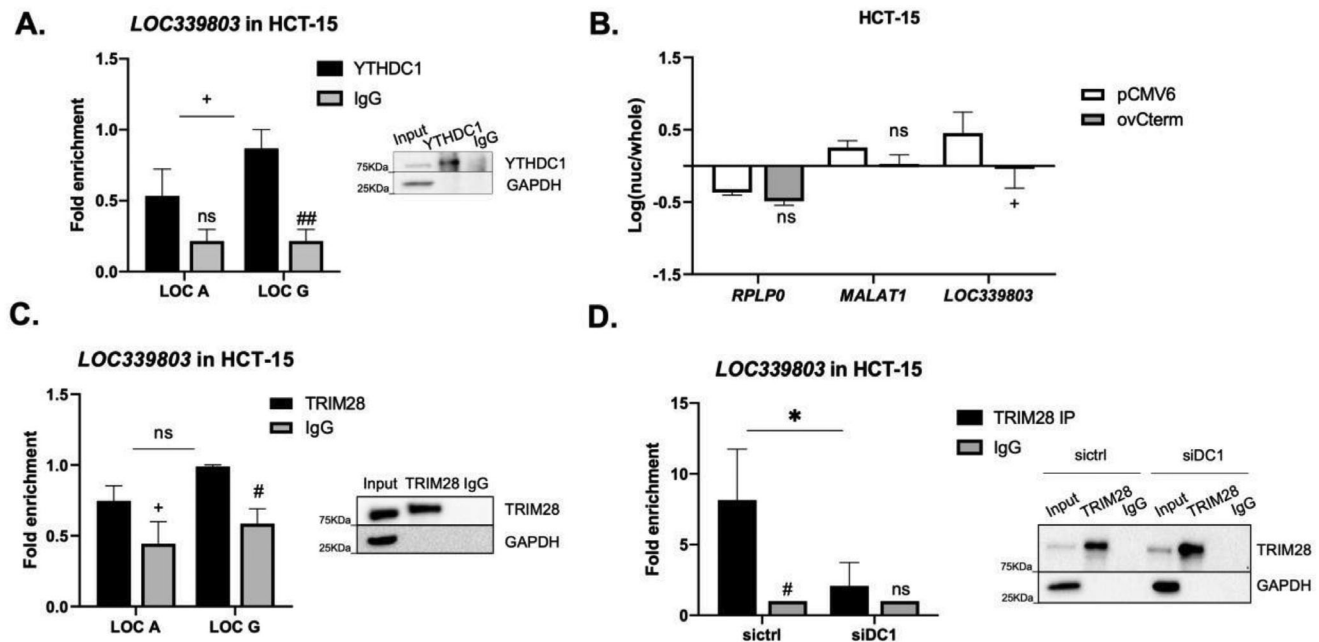 A.
LOC339803 in HCT-15
Fold enrichment
1.5
1.0
0.5
0.0
+
ns
##
LOC A
LOC G
YTHDC1
IgG
Input
YTHDC1
IgG
75KDa
YTHDC1
25KDa
GAPDH
B.
HCT-15
Log(nuc/whole)
1.5
0.5
-0.5
-1.5
ns
ns
+
RPLP0
MALAT1
LOC339803
pCMV6
ovCterm
C.
LOC339803 in HCT-15
Fold enrichment
1.5
1.0
0.5
0.0
ns
+
#
LOC A
LOC G
TRIM28
IgG
Input TRIM28 IgG
75KDa
TRIM28
25KDa
GAPDH
D.
LOC339803 in HCT-15
Fold enrichment
15
10
5
0
*
#
ns
sictrl
siDC1
TRIM28 IP
IgG
sictrl
siDC1
Input
TRIM28
IgG
Input
TRIM28
IgG
75KDa
TRIM28
25KDa
GAPDH